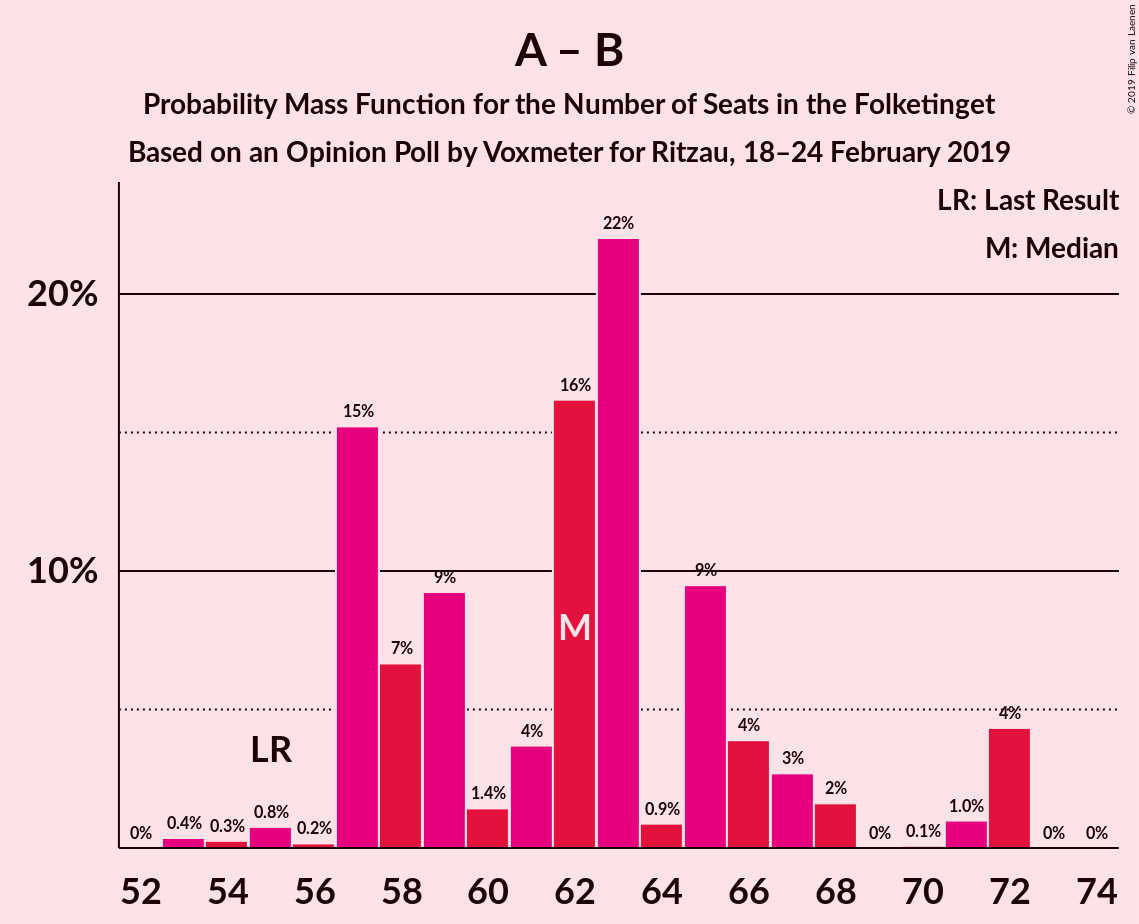 A – B
Probability Mass Function for the Number of Seats in the Folketinget
Based on an Opinion Poll by Voxmeter for Ritzau, 18–24 February 2019
© 2019 Filip van Laenen
LR: Last Result
M: Median
20%
10%
0%
0.4%
0.3%
0.8%
0.2%
15%
7%
9%
1.4%
4%
16%
22%
0.9%
9%
4%
3%
2%
0%
0.1%
1.0%
4%
0%
0%
LR
M
52 54 56 58 60 62 64 66 68 70 72 74